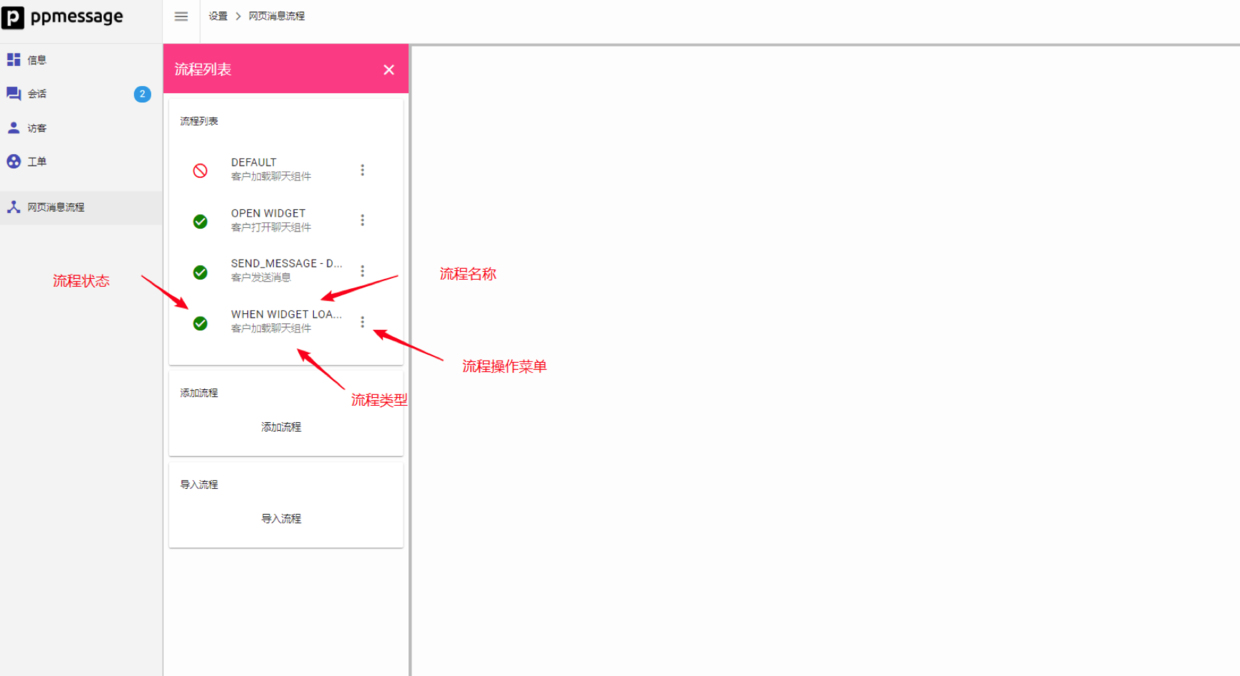 ppmessage
设置 > 网页消息流程
信息
会话
2
访客
工单
网页消息流程
流程列表
流程列表
DEFAULT
客户加载聊天组件
OPEN WIDGET
客户打开聊天组件
SEND_MESSAGE - D...
客户发送消息
WHEN WIDGET LOA...
客户加载聊天组件
添加流程
添加流程
导入流程
导入流程
流程状态
流程名称
流程操作菜单
流程类型